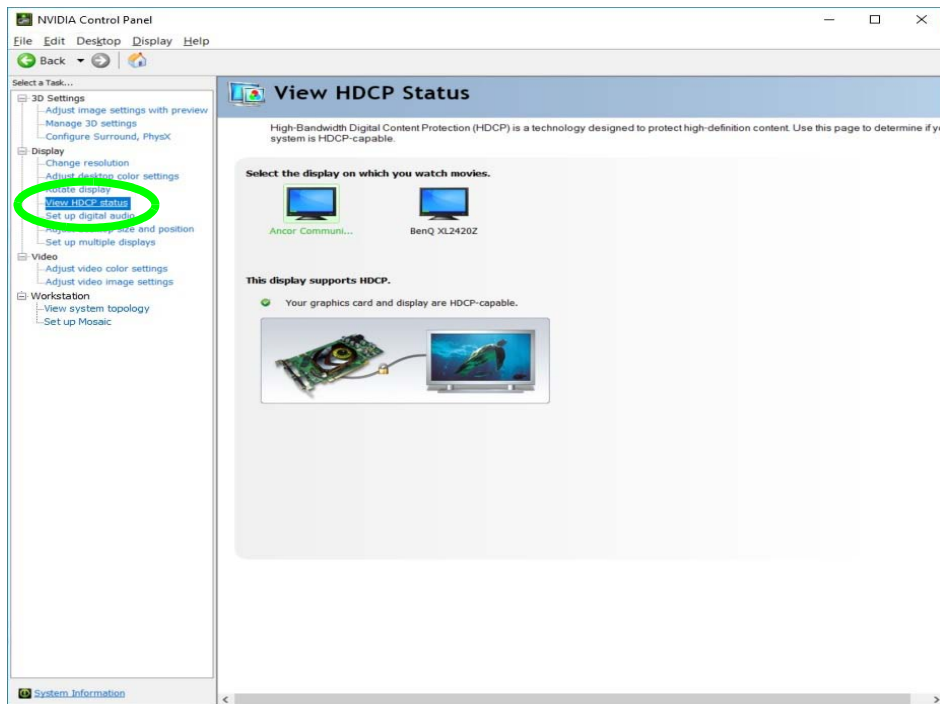 NVIDIA Control Panel
File Edit Desktop Display Help
Back
Select a Task...
3D Settings
Adjust image settings with preview
Manage 3D settings
Configure Surround, PhysX
Display
Change resolution
Adjust desktop color settings
Rotate display
View HDCP status
Set up digital audio
Adjust desktop size and position
Set up multiple displays
Video
Adjust video color settings
Adjust video image settings
Workstation
View system topology
Set up Mosaic
System Information
View HDCP Status
High-Bandwidth Digital Content Protection (HDCP) is a technology designed to protect high-definition content. Use this page to determine if
system is HDCP-capable.
Select the display on which you watch movies.
Ancor Communi...
BenQ XL2420Z
This display supports HDCP.
Your graphics card and display are HDCP-capable.